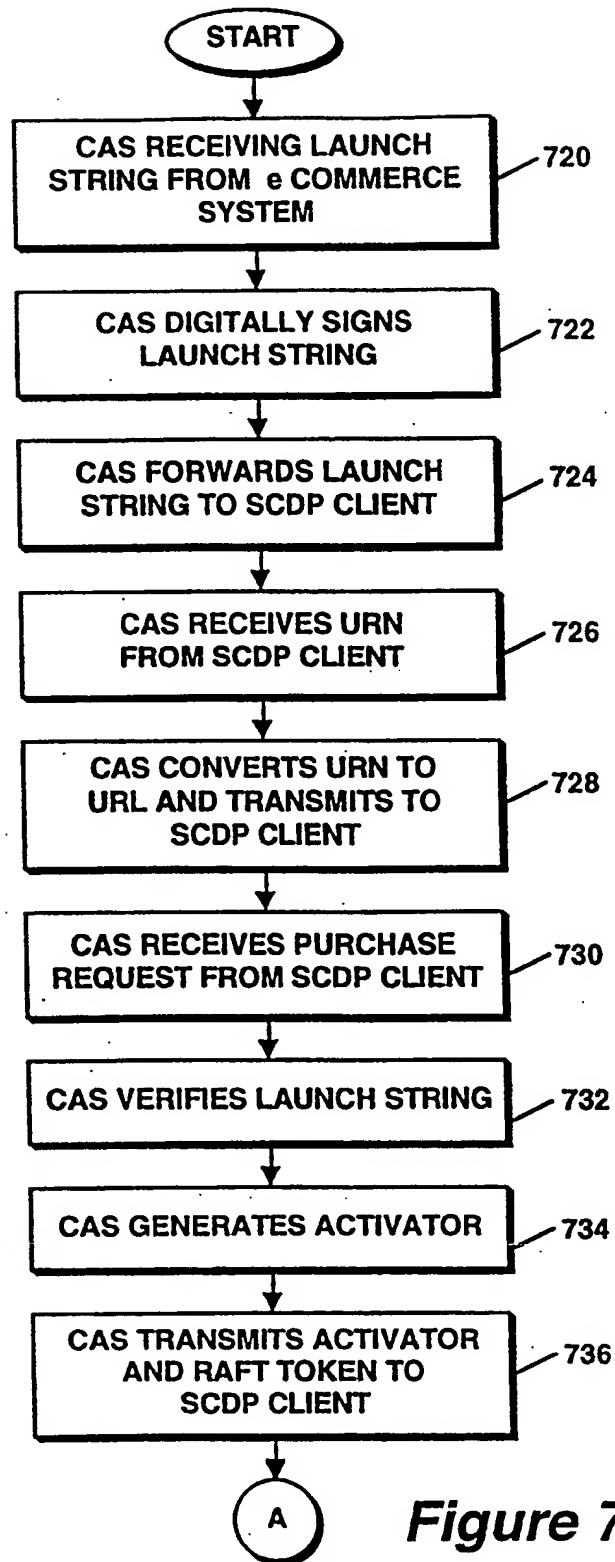 START
CAS RECEIVING LAUNCH
STRING FROM e COMMERCE
SYSTEM
720
CAS DIGITALLY SIGNS
LAUNCH STRING
722
CAS FORWARDS LAUNCH
STRING TO SCDP CLIENT
724
CAS RECEIVES URN
FROM SCDP CLIENT
726
CAS CONVERTS URN TO
URL AND TRANSMITS TO
SCDP CLIENT
728
CAS RECEIVES PURCHASE
REQUEST FROM SCDP CLIENT
730
CAS VERIFIES LAUNCH STRING
732
CAS GENERATES ACTIVATOR
734
CAS TRANSMITS ACTIVATOR
AND RAFT TOKEN TO
SCDP CLIENT
736
A
Figure 7